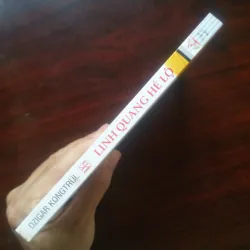 DZIGAR KONGTRUL
LINH QUANG HÉ LỘ